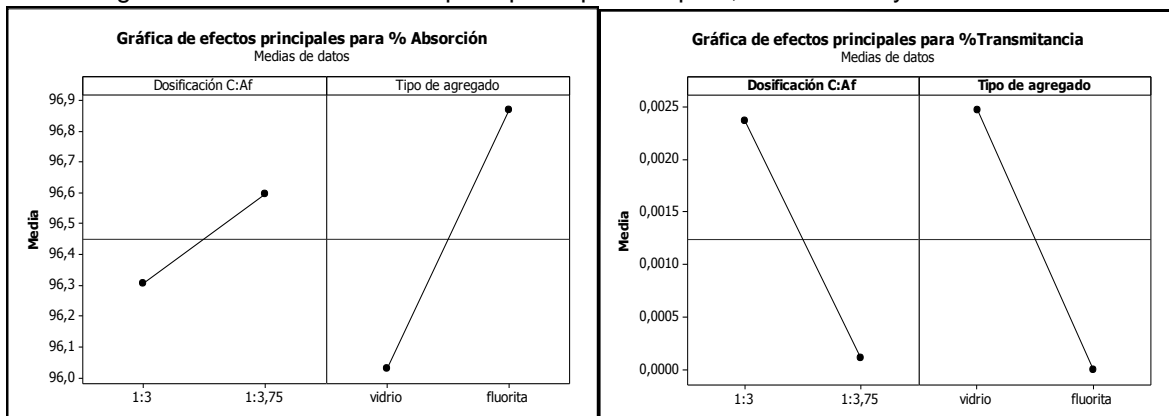 Gráfica de efectos principales para % Absorción
Medias de datos
Dosificación C:Af
Tipo de agregado
96,9
96,8
96,7
96,6
96,5
96,4
96,3
96,2
96,1
96,0
Media
1:3
1:3,75
vidrio
fluorita
Gráfica de efectos principales para %Transmitancia
Medias de datos
Dosificación C:Af
Tipo de agregado
0,0025
0,0020
0,0015
0,0010
0,0005
0,0000
Media
1:3
1:3,75
vidrio
fluorita